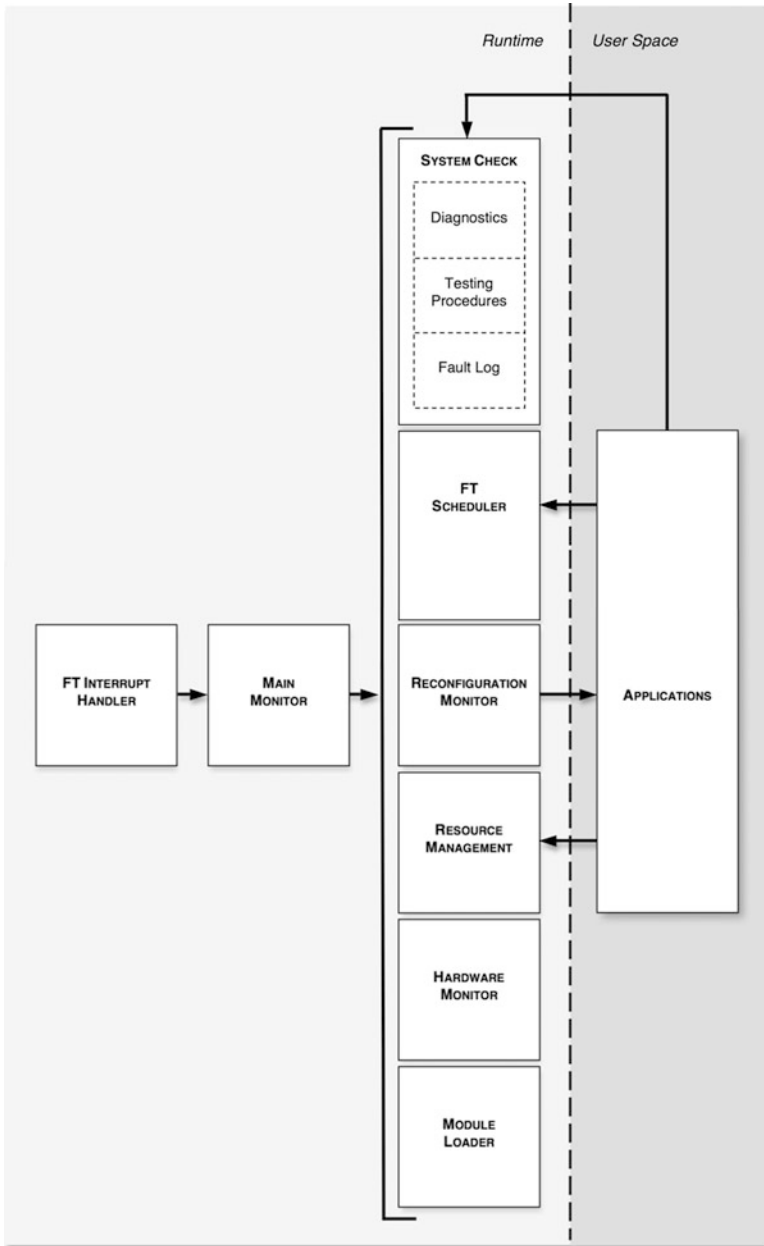 Runtime
User Space
SYSTEM CHECK
Diagnostics
Testing
Procedures
Fault Log
FT
SCHEDULER
FT INTERRUPT
HANDLER
MAIN
MONITOR
RECONFIGURATION
MONITOR
APPLICATIONS
RESOURCE
MANAGEMENT
HARDWARE
MONITOR
MODULE
LOADER